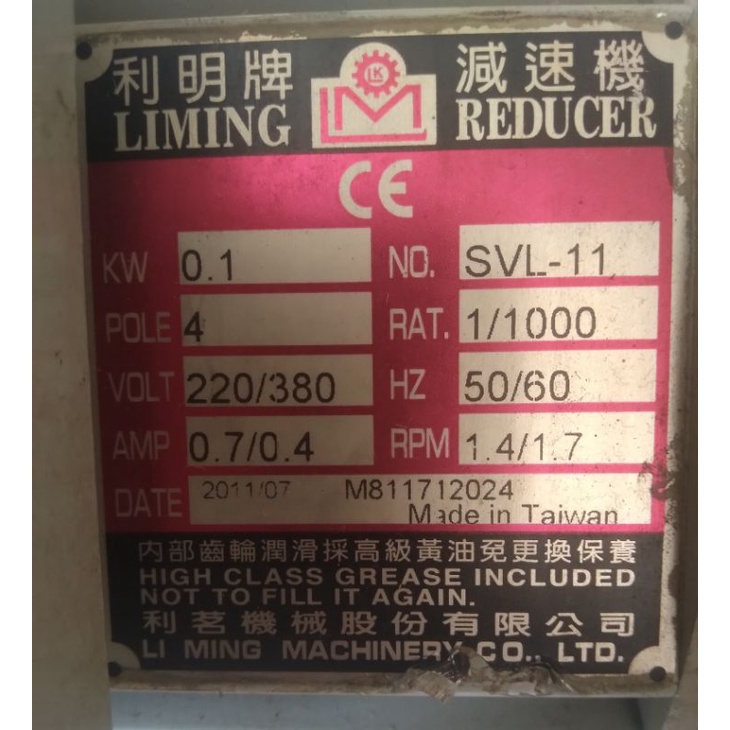 利明牌 減速機
LIMING LK LM REDUCER
CE
KW 0.1 NO. SVL-11
POLE 4 RAT. 1/1000
VOLT 220/380 HZ 50/60
AMP 0.7/0.4 RPM 1.4/1.7
DATE 2011/07 M811712024
Made in Taiwan
內部齒輪潤滑採高級黃油免更換保養
HIGH CLASS GREASE INCLUDED
NOT TO FILL IT AGAIN.
利茗機械股份有限公司
LI MING MACHINERY CO., LTD.